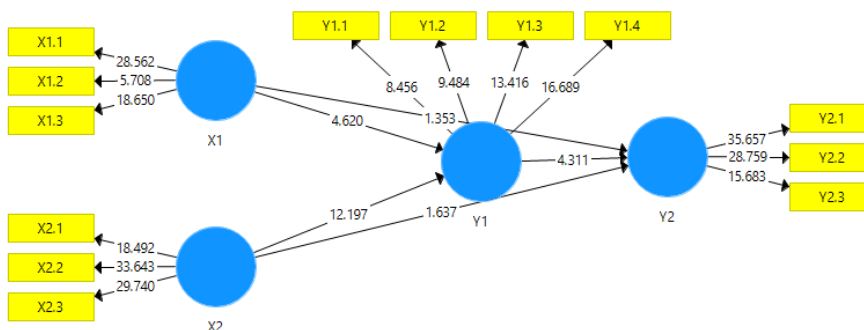 Y1.1 Y1.2 Y1.3 Y1.4
X1.1
28.562
X1.2
5.708
X1.3
18.650
X1
8.456
9.484
13.416
16.689
1.353
4.620
Y1
4.311
Y2.1
35.657
Y2.2
28.759
Y2.3
15.683
Y2
12.197
1.637
X2.1
18.492
X2.2
33.643
X2.3
29.740
X2